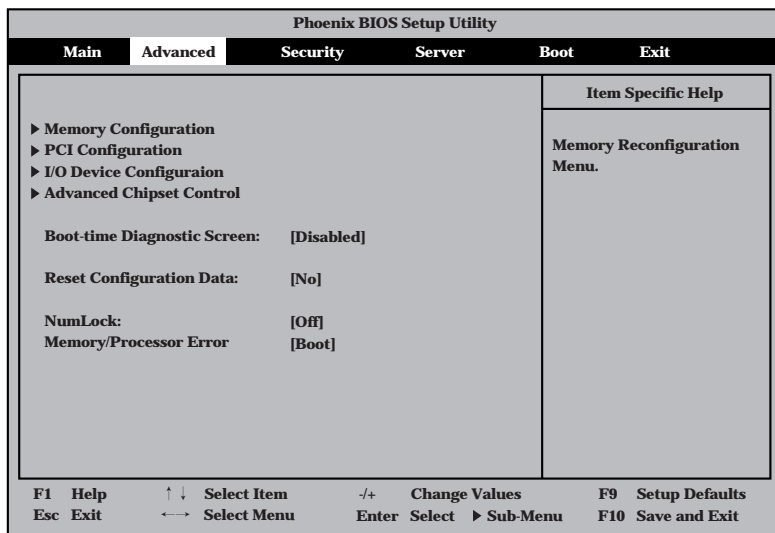 Phoenix BIOS Setup Utility
Main Advanced Security Server Boot Exit
Item Specific Help
▶ Memory Configuration
▶ PCI Configuration
▶ I/O Device Configuraion
▶ Advanced Chipset Control
Boot-time Diagnostic Screen: [Disabled]
Reset Configuration Data: [No]
NumLock: [Off]
Memory/Processor Error [Boot]
Memory Reconfiguration
Menu.
F1 Help ↑ ↓ Select Item -/+ Change Values F9 Setup Defaults
Esc Exit ←→ Select Menu Enter Select ▶ Sub-Menu F10 Save and Exit